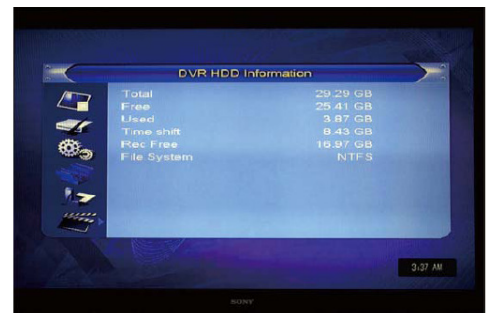 DVR HDD Information
Total 29.29 GB
Free 25.41 GB
Used 3.87 GB
Time shift 8.43 GB
Rec Free 16.97 GB
File System NTFS
3:37 AM
SONY